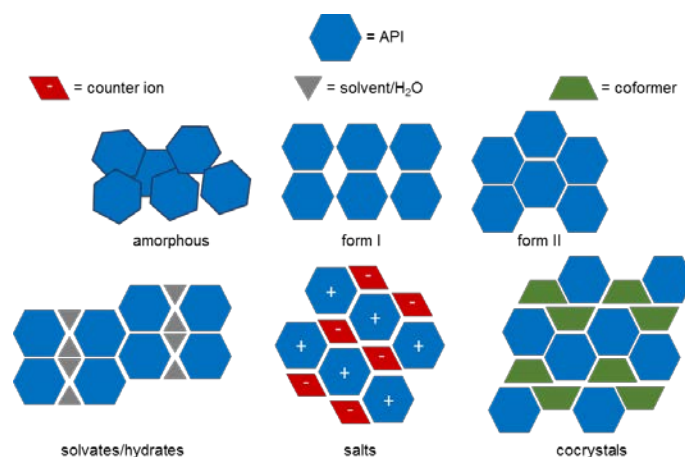 = API
- = counter ion
= solvent/H₂O
= coformer
amorphous
form I
form II
+ - + - - + + - + - + -
solvates/hydrates
salts
cocrystals